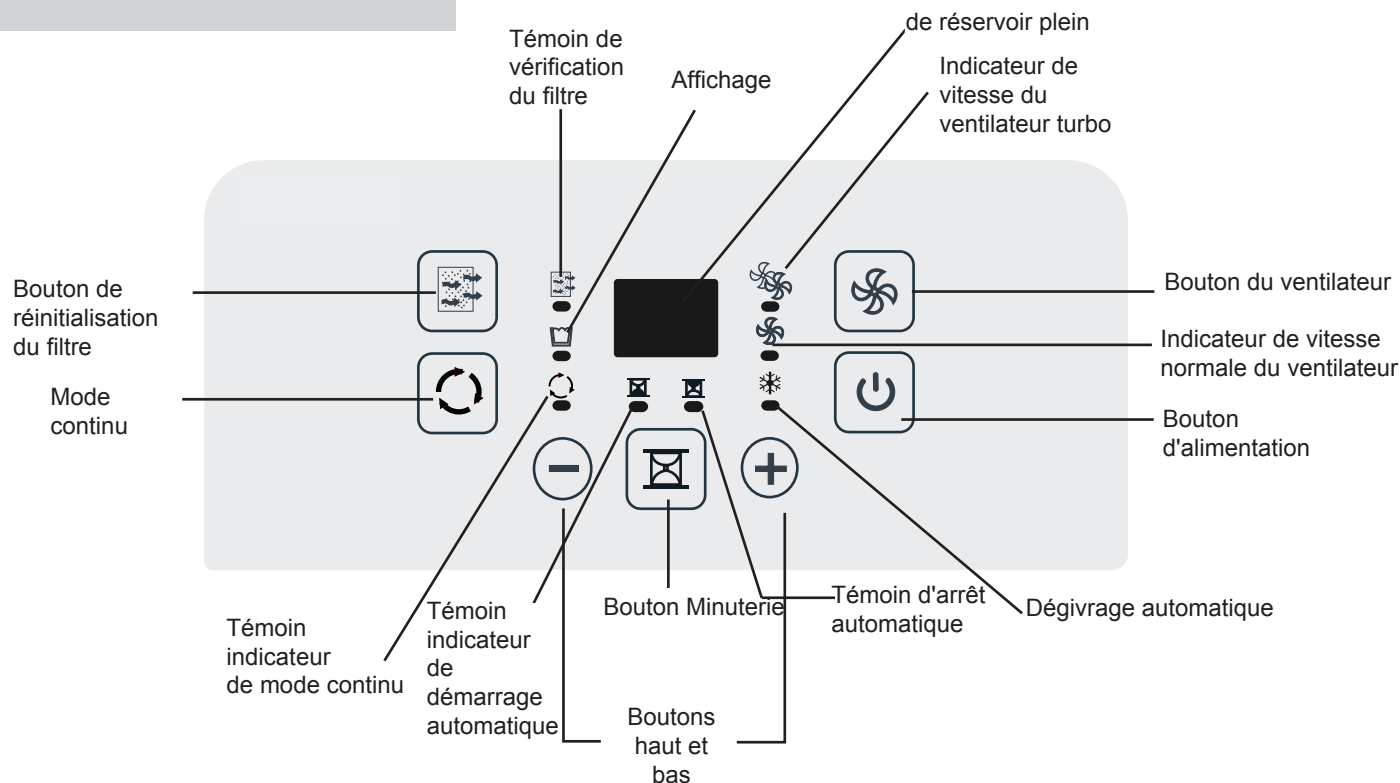 de réservoir plein
Témoin de
vérification
du filtre
Affichage
Indicateur de
vitesse du
ventilateur turbo
Bouton de
réinitialisation
du filtre
Mode
continu
Bouton du ventilateur
Indicateur de vitesse
normale du ventilateur
Bouton
d'alimentation
Témoin
indicateur
de mode continu
Témoin
indicateur
de
démarrage
automatique
Bouton Minuterie
Témoin d'arrêt
automatique
Dégivrage automatique
Boutons
haut et
bas